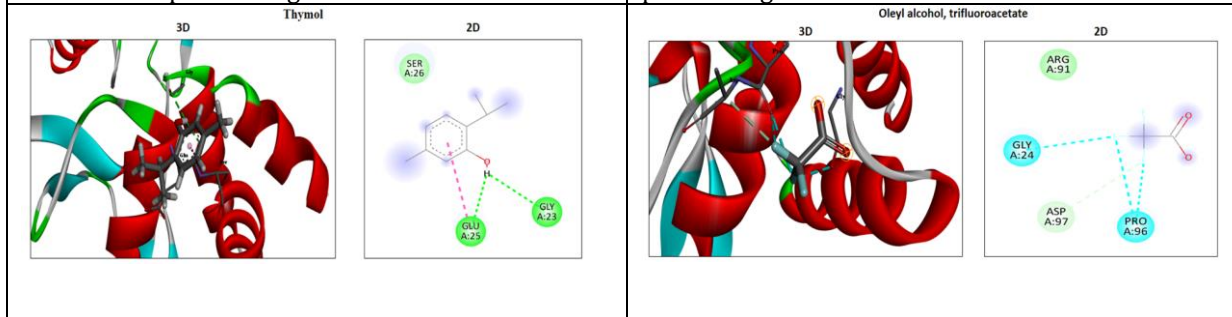 Thymol
3D
2D
SER
A:26
O
H
GLU
A:25
GLY
A:23
Oleyl alcohol, trifluoroacetate
3D
2D
ARG
A:91
GLY
A:24
ASP
A:97
PRO
A:96
O
O